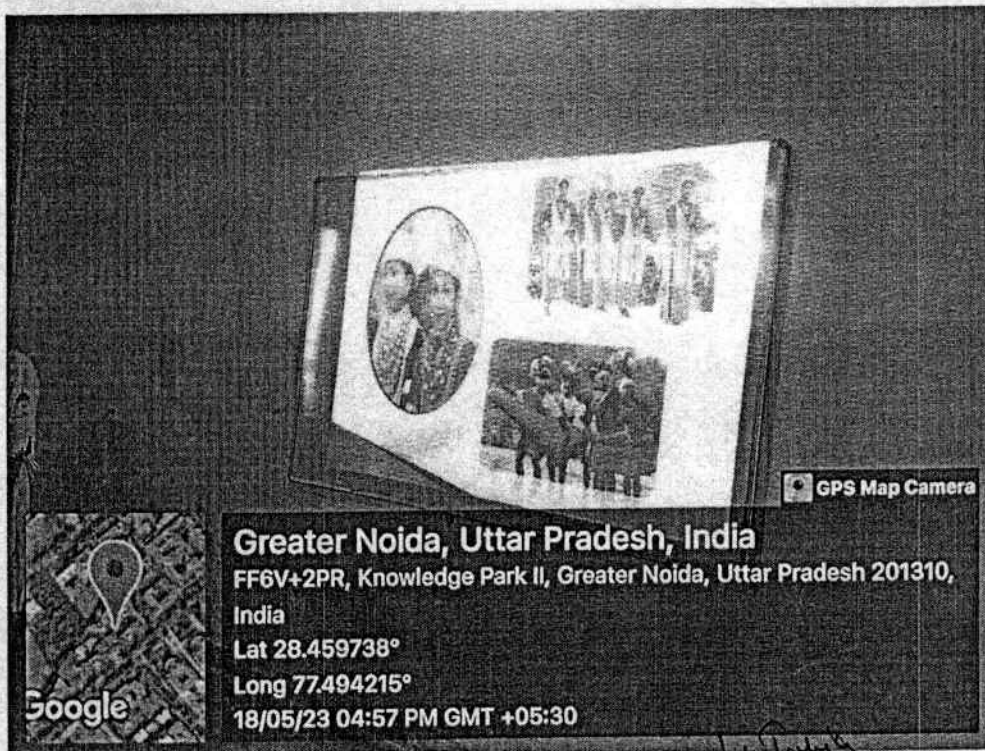 GPS Map Camera
Greater Noida, Uttar Pradesh, India
FF6V+2PR, Knowledge Park II, Greater Noida, Uttar Pradesh 201310,
India
Lat 28.459738°
Long 77.494215°
18/05/23 04:57 PM GMT +05:30
Google